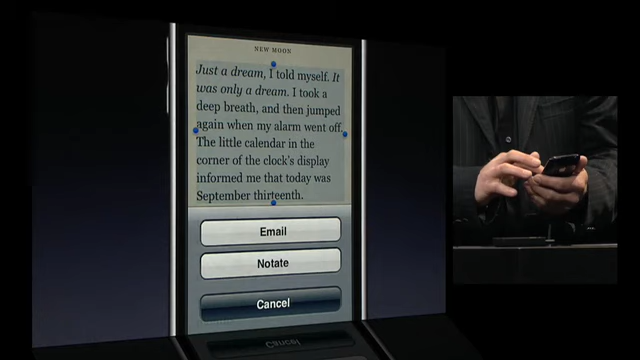 NEW MOON
Just a dream, I told myself. It
was only a dream. I took a
deep breath, and then jumped
again when my alarm went off.
The little calendar in the
corner of the clock's display
informed me that today was
September thirteenth.
Email
Notate
Cancel
Cancel